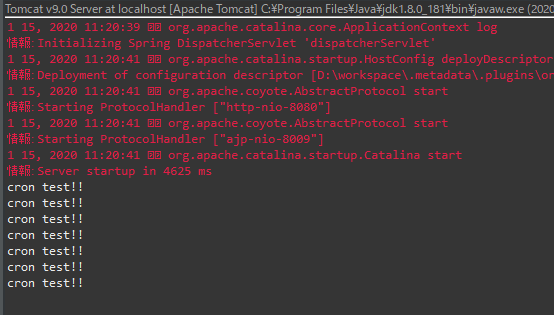 Tomcat v9.0 Server at localhost [Apache Tomcat] C:¥Program Files¥Java¥jdk1.8.0_181¥bin¥javaw.exe (2020
1 15, 2020 11:20:39 org.apache.catalina.core.ApplicationContext log
情報: Initializing Spring DispatcherServlet 'dispatcherServlet'
1 15, 2020 11:20:41 org.apache.catalina.startup.HostConfig deployDescriptor
情報: Deployment of configuration descriptor [D:\workspace\.metadata\.plugins\or
1 15, 2020 11:20:41 org.apache.coyote.AbstractProtocol start
情報: Starting ProtocolHandler ["http-nio-8080"]
1 15, 2020 11:20:41 org.apache.coyote.AbstractProtocol start
情報: Starting ProtocolHandler ["ajp-nio-8009"]
1 15, 2020 11:20:41 org.apache.catalina.startup.Catalina start
情報: Server startup in 4625 ms
cron test!!
cron test!!
cron test!!
cron test!!
cron test!!
cron test!!
cron test!!